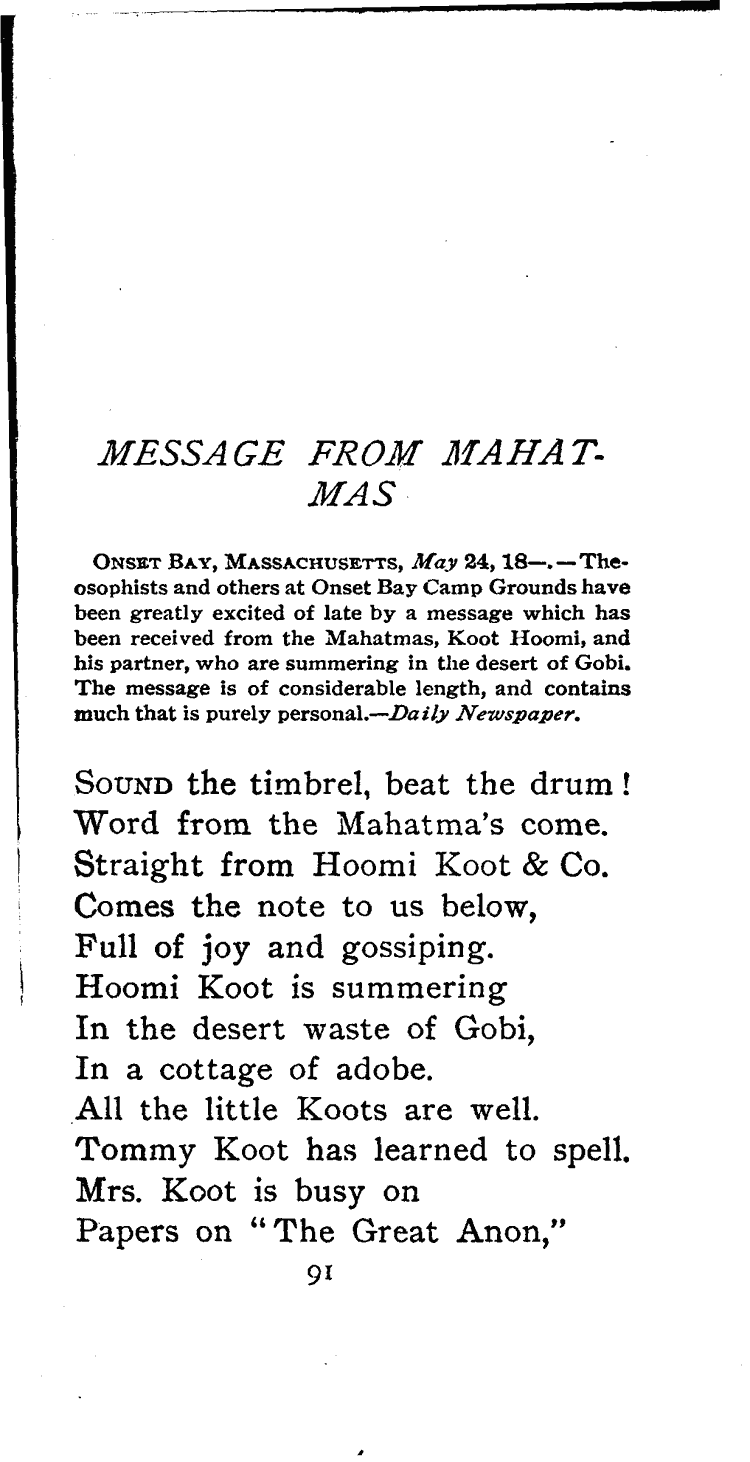 MESSAGE FROM MAHAT-
MAS
ONSET BAY, MASSACHUSETTS, May 24, 18—.—The-
osophists and others at Onset Bay Camp Grounds have
been greatly excited of late by a message which has
been received from the Mahatmas, Koot Hoomi, and
his partner, who are summering in the desert of Gobi.
The message is of considerable length, and contains
much that is purely personal.—Daily Newspaper.
SOUND the timbrel, beat the drum!
Word from the Mahatma's come.
Straight from Hoomi Koot & Co.
Comes the note to us below,
Full of joy and gossiping.
Hoomi Koot is summering
In the desert waste of Gobi,
In a cottage of adobe.
All the little Koots are well.
Tommy Koot has learned to spell.
Mrs. Koot is busy on
Papers on "The Great Anon,"
91